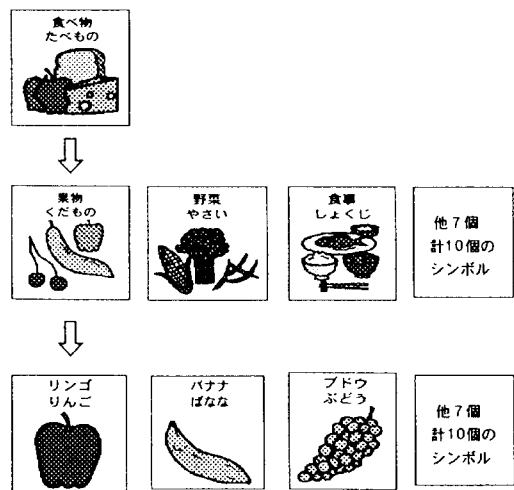 食べ物
たべもの
果物
くだもの
野菜
やさい
食事
しょくじ
他7個
計10個の
シンボル
リンゴ
りんご
バナナ
ばなな
ブドウ
ぶどう
他7個
計10個の
シンボル